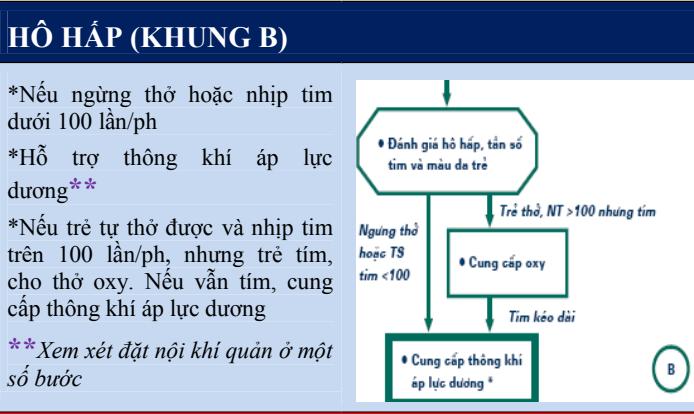 HÔ HẤP (KHUNG B)
*Nếu ngừng thở hoặc nhịp tim
dưới 100 lần/ph
*Hỗ trợ thông khí áp lực
dương**
*Nếu trẻ tự thở được và nhịp tim
trên 100 lần/ph, nhưng trẻ tím,
cho thở oxy. Nếu vẫn tím, cung
cấp thông khí áp lực dương
**Xem xét đặt nội khí quản ở một
số bước
• Đánh giá hô hấp, tần số
tim và màu da trẻ
Trẻ thở, NT >100 nhưng tím
Ngưng thở
hoặc TS
tim <100
• Cung cấp oxy
Tím kéo dài
• Cung cấp thông khí
áp lực dương *
B